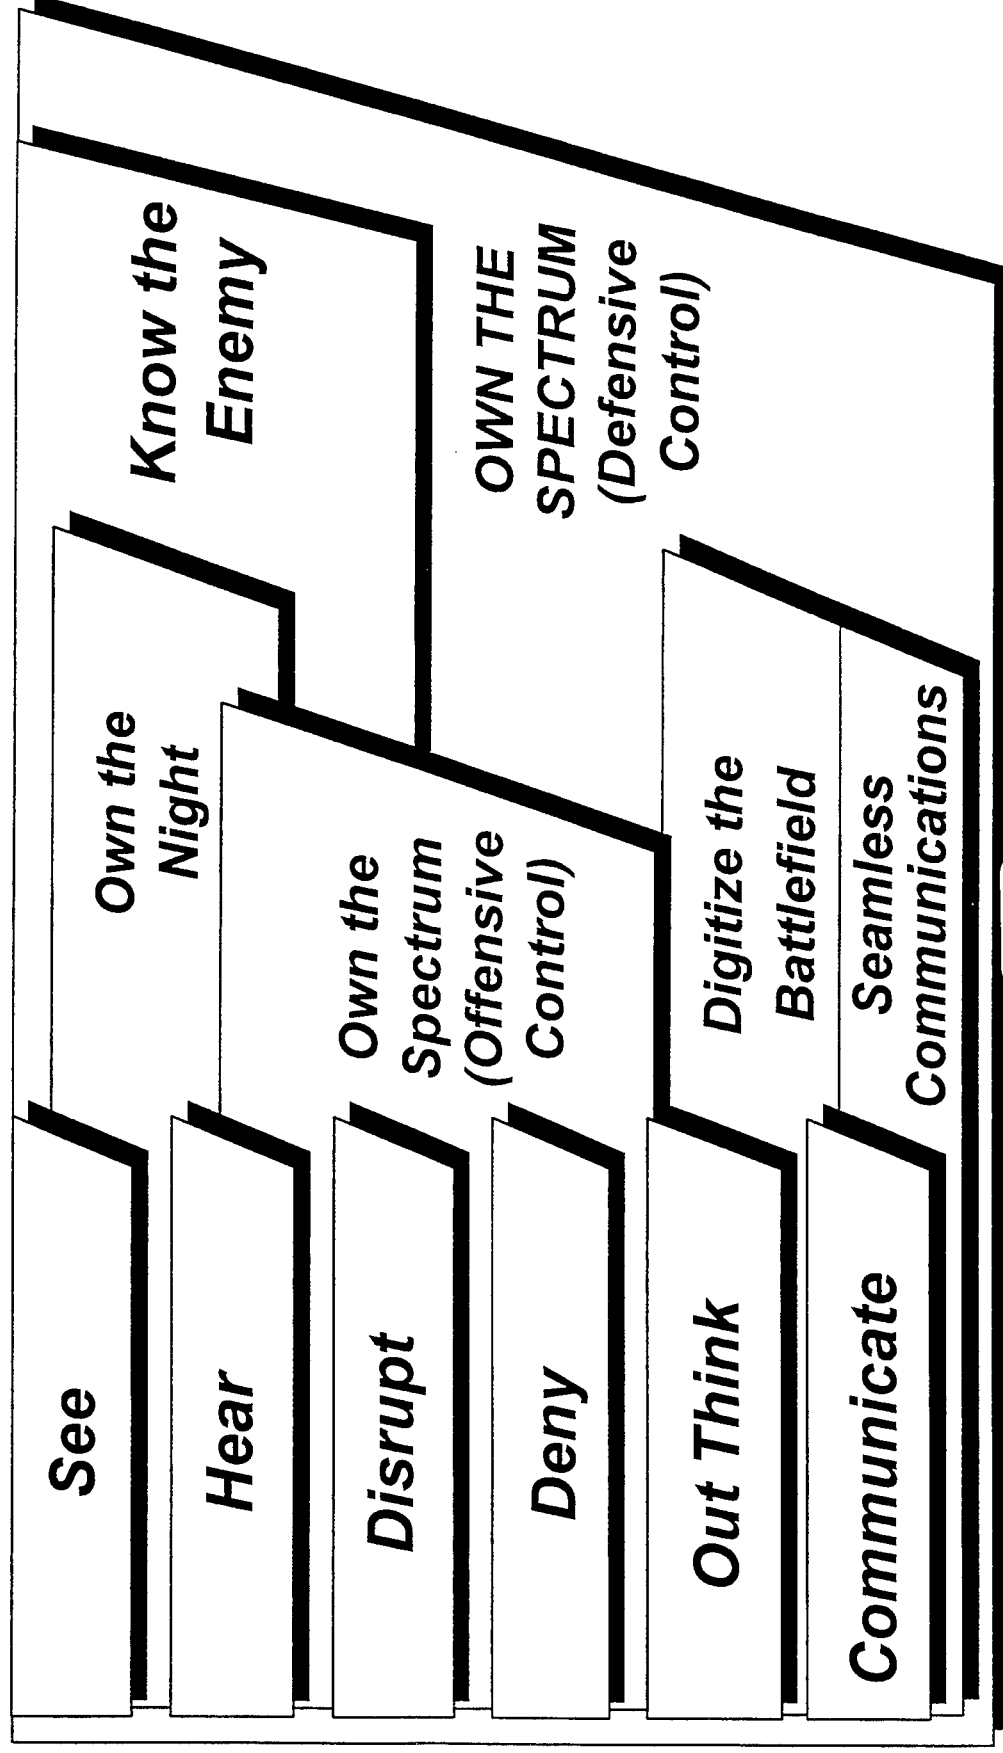 See
Hear
Disrupt
Deny
Out Think
Communicate
Own the
Night
Own the
Spectrum
(Offensive
Control)
Digitize the
Battlefield
Seamless
Communications
Know the
Enemy
OWN THE
SPECTRUM
(Defensive
Control)